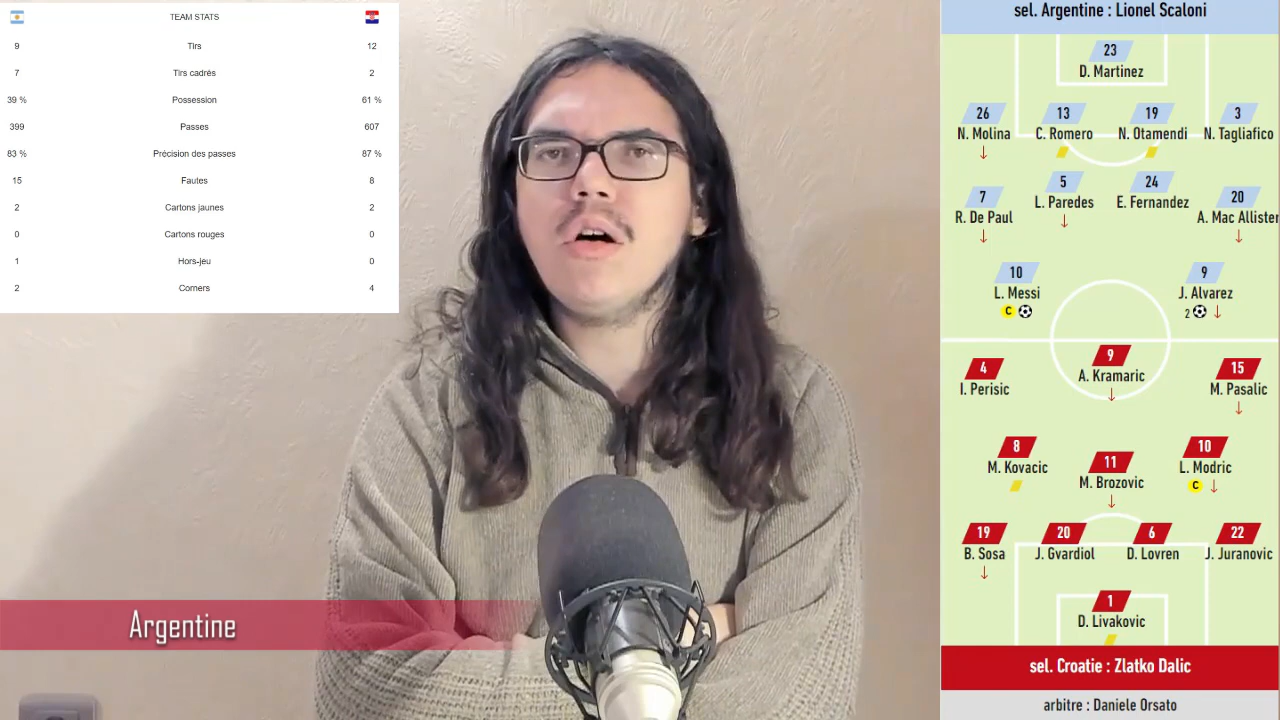 TEAM STATS
9 Tirs 12
7 Tirs cadrés 2
39 % Possession 61 %
399 Passes 607
83 % Précision des passes 87 %
15 Fautes 8
2 Cartons jaunes 2
0 Cartons rouges 0
1 Hors-jeu 0
2 Corners 4
Argentine
sel. Argentine : Lionel Scaloni
23
D. Martinez
26 13 19 3
N. Molina C. Romero N. Otamendi N. Tagliafico
7 5 24 20
R. De Paul L. Paredes E. Fernandez A. Mac Allister
10 9
L. Messi J. Alvarez
C 2
4 9 15
I. Perisic A. Kramaric M. Pasalic
8 11 10
M. Kovacic M. Brozovic L. Modric
C
19 20 6 22
B. Sosa J. Gvardiol D. Lovren J. Juranovic
1
D. Livakovic
sel. Croatie : Zlatko Dalic
arbitre : Daniele Orsato